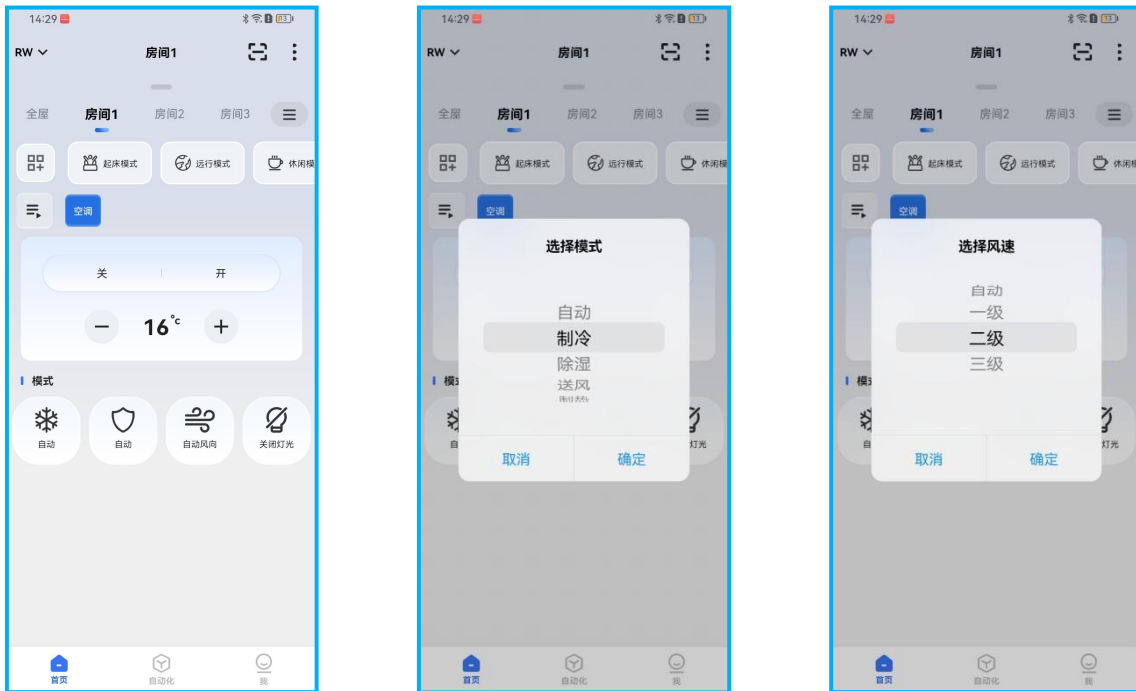 14:29
13
RW 房间1
全屋 房间1 房间2 房间3
起床模式 运行模式 休闲模
空调
关 开
16°c
模式
自动 自动 自动风向 关闭灯光
首页 自动化 我
14:29
13
RW 房间1
全屋 房间1 房间2 房间3
起床模式 运行模式 休闲模
空调
选择模式
自动
制冷
除湿
送风
模式
灯光
取消 确定
首页 自动化 我
14:29
13
RW 房间1
全屋 房间1 房间2 房间3
起床模式 运行模式 休闲模
空调
选择风速
自动
一级
二级
三级
模式
灯光
取消 确定
首页 自动化 我